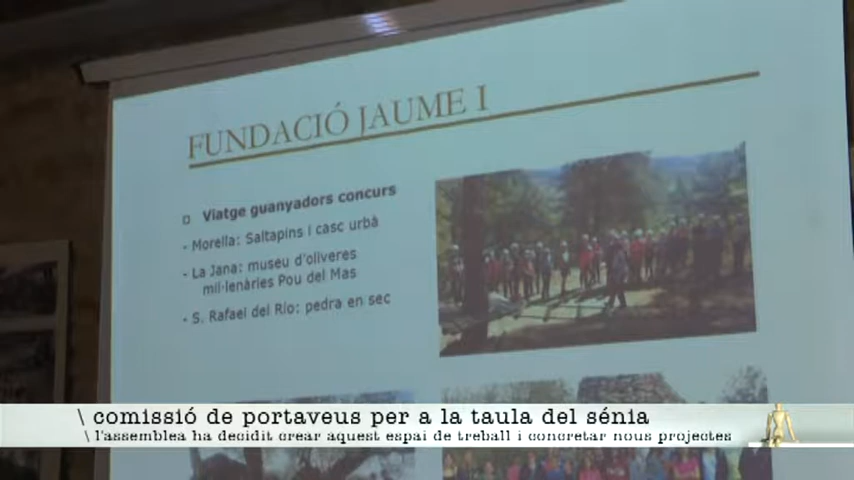 FUNDACIÓ JAUME I
Viatge guanyadors concurs
- Morella: Saltapins i casc urbà
- La Jana: museu d'oliveres
mil·lenàries Pou del Mas
- S. Rafael del Río: pedra en sec
\ comissió de portaveus per a la taula del sénia
\ l'assemblea ha decidit crear aquest espai de treball i concretar nous projectes